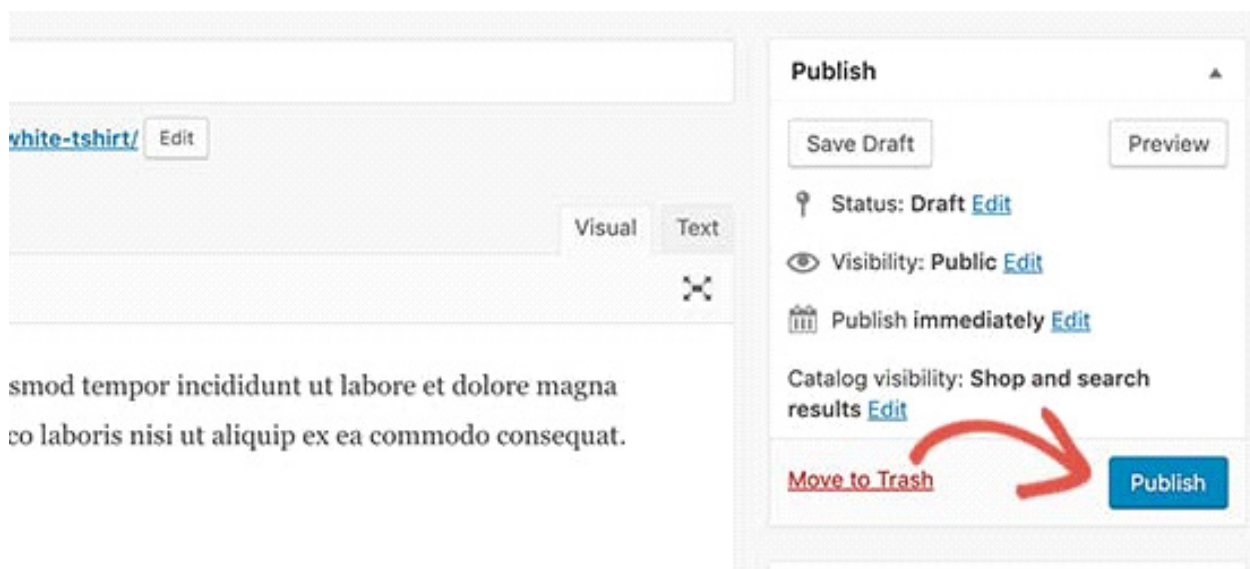 Publish
white-tshirt/ Edit
Save Draft Preview
Status: Draft Edit
Visual Text
Visibility: Public Edit
Publish immediately Edit
smod tempor incididunt ut labore et dolore magna
Catalog visibility: Shop and search
results Edit
co laboris nisi ut aliquip ex ea commodo consequat.
Move to Trash Publish